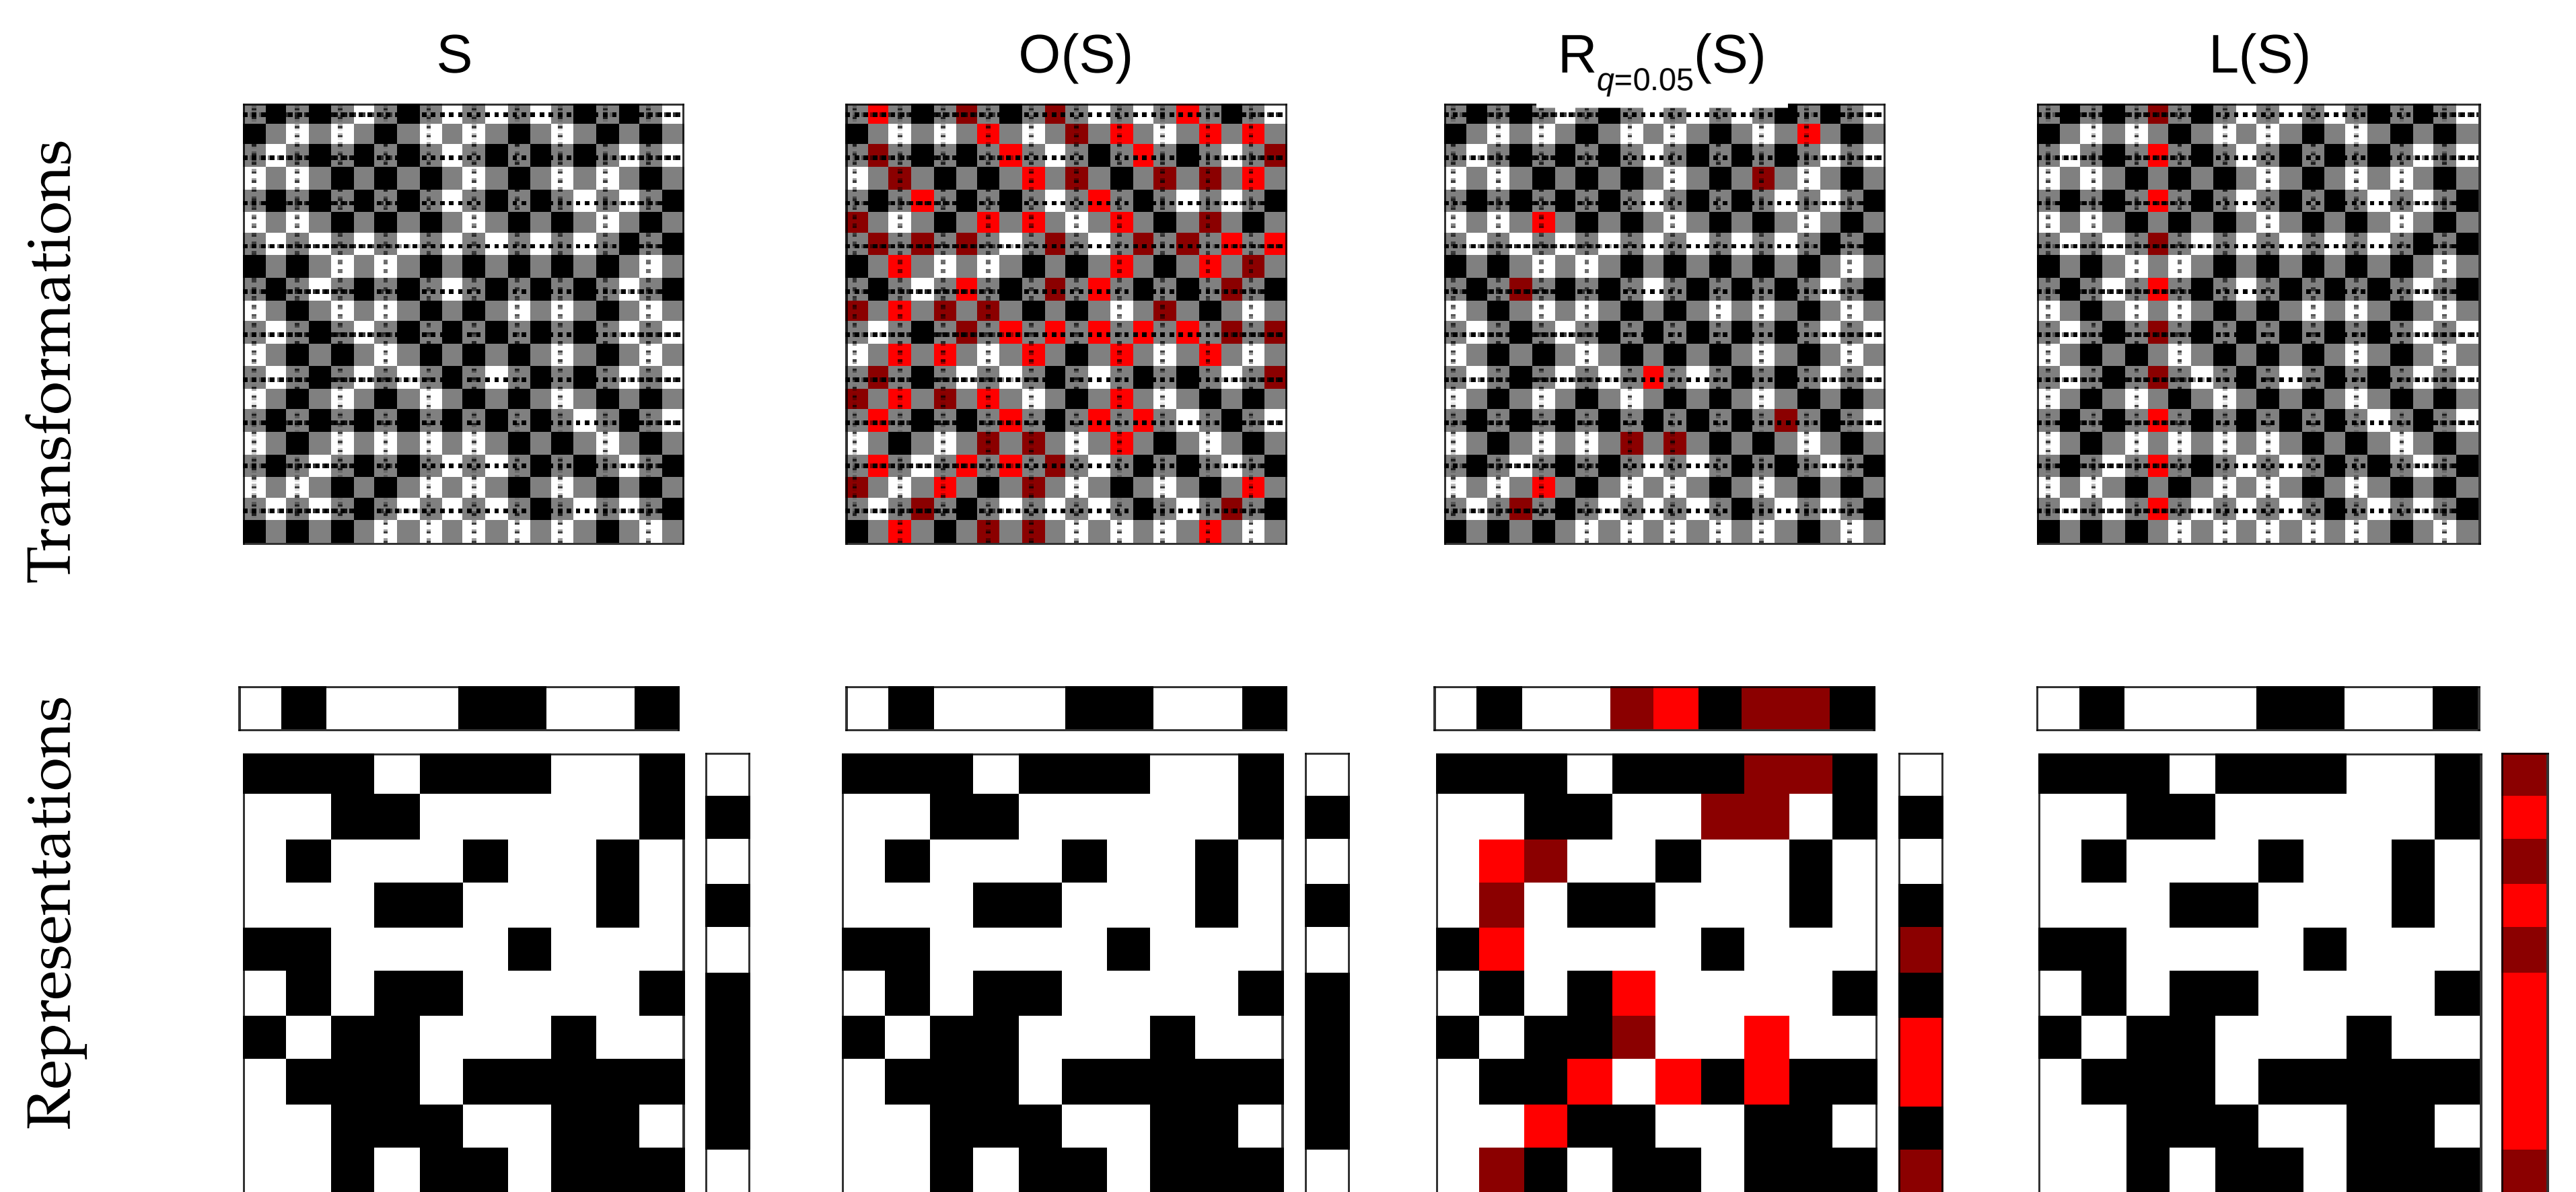 S
O(S)
R_{q=0.05}(S)
L(S)
Transformations
Representations